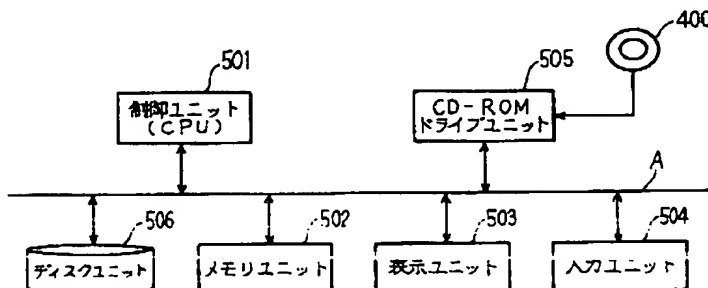 400
501
505
制御ユニット
(CPU)
CD-ROM
ドライブユニット
A
506
502
503
504
ディスクユニット
メモリユニット
表示ユニット
入力ユニット